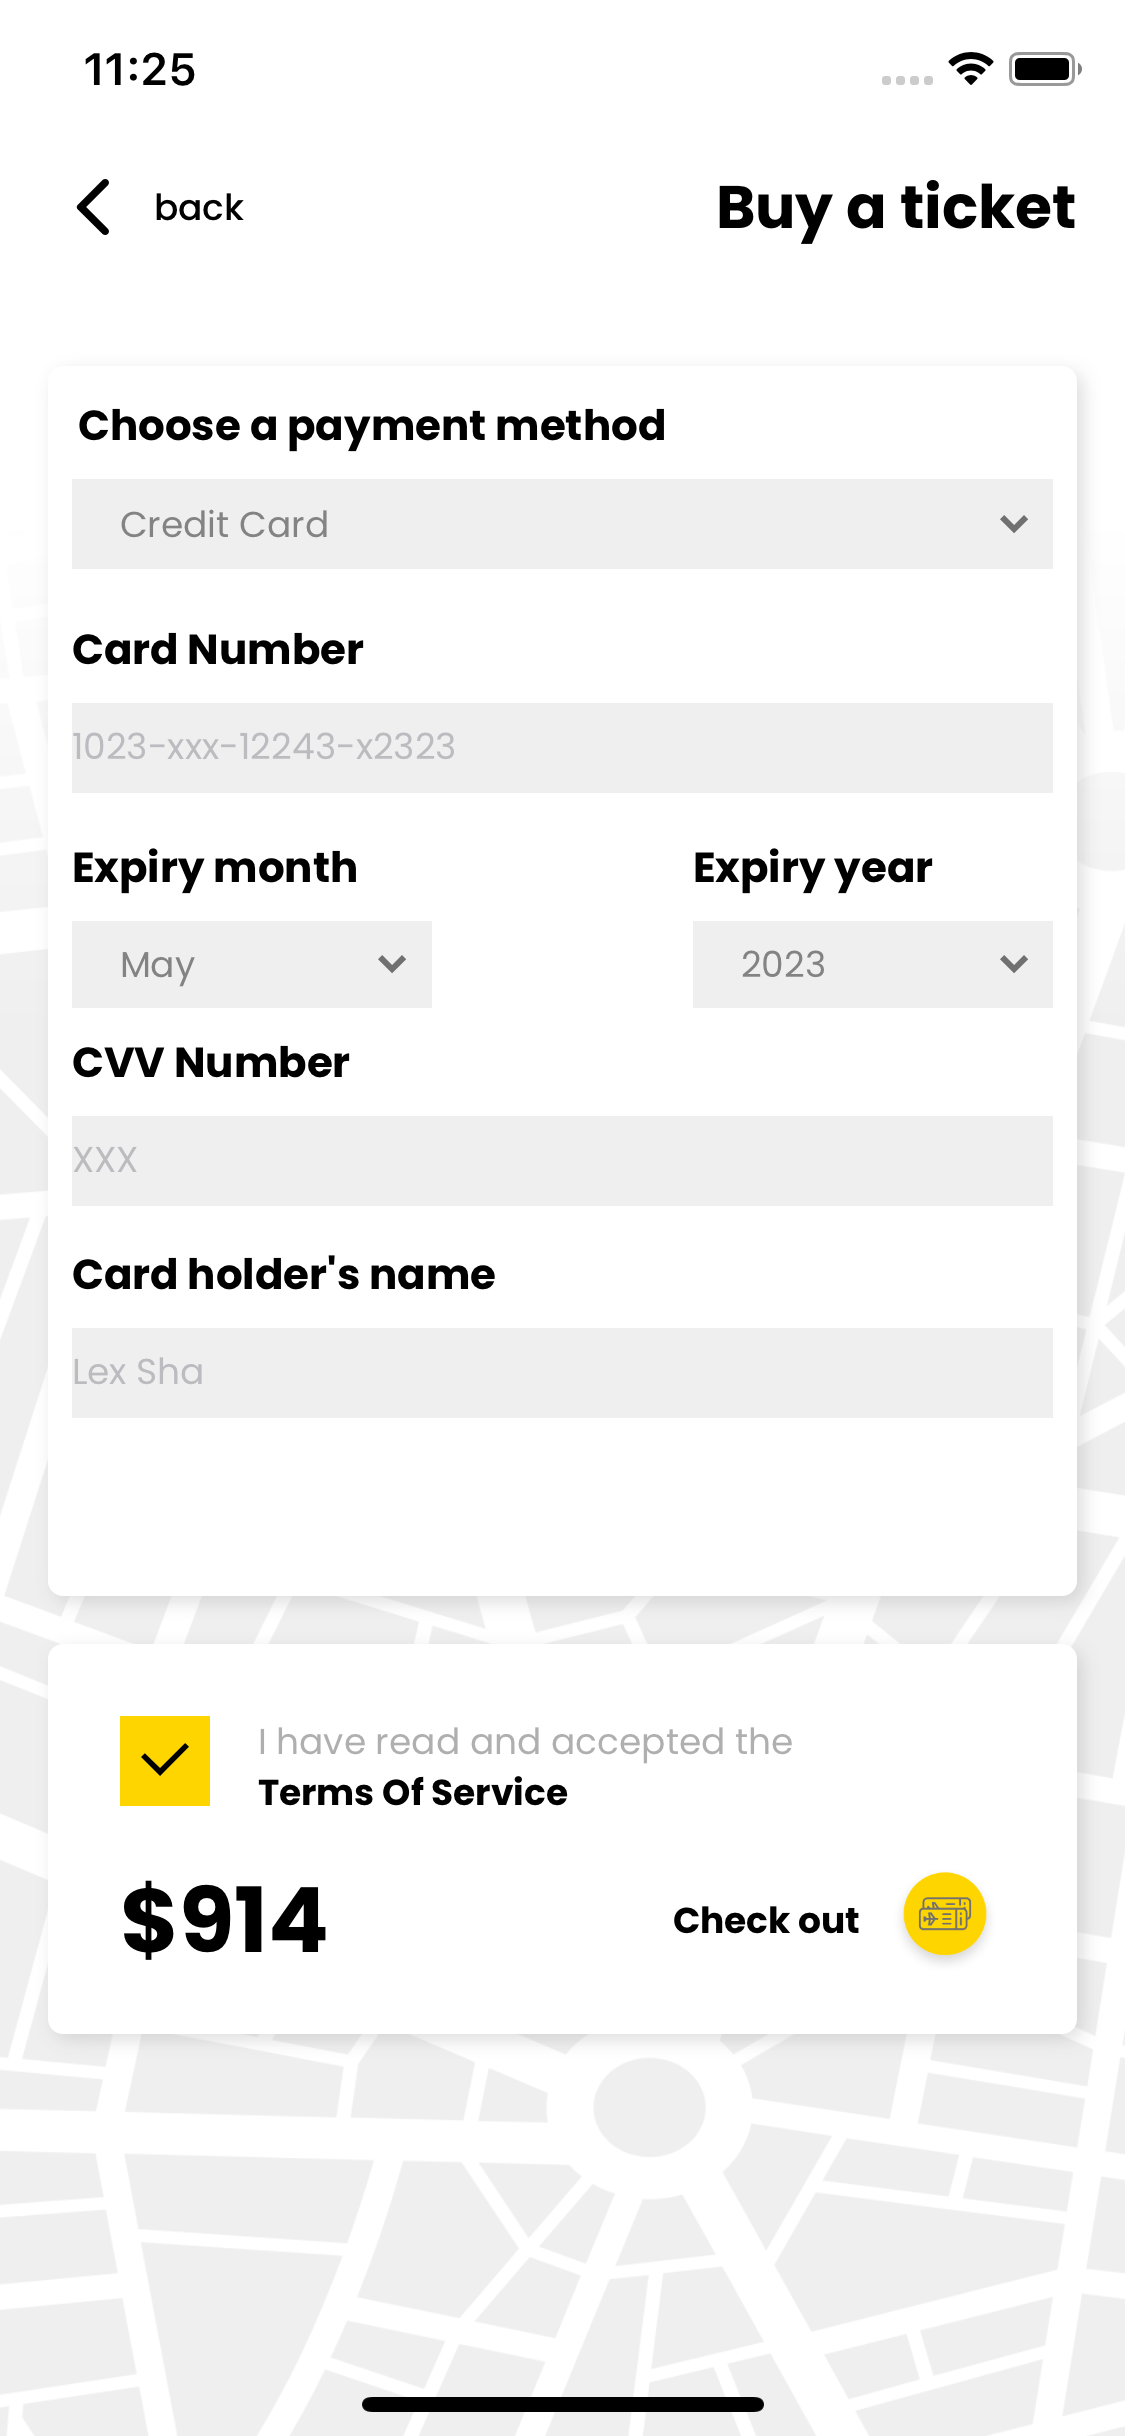 11:25
back
Buy a ticket
Choose a payment method
Credit Card
Card Number
1023-xxx-12243-x2323
Expiry month
Expiry year
May
2023
CVV Number
XXX
Card holder's name
Lex Sha
I have read and accepted the
Terms Of Service
$914
Check out